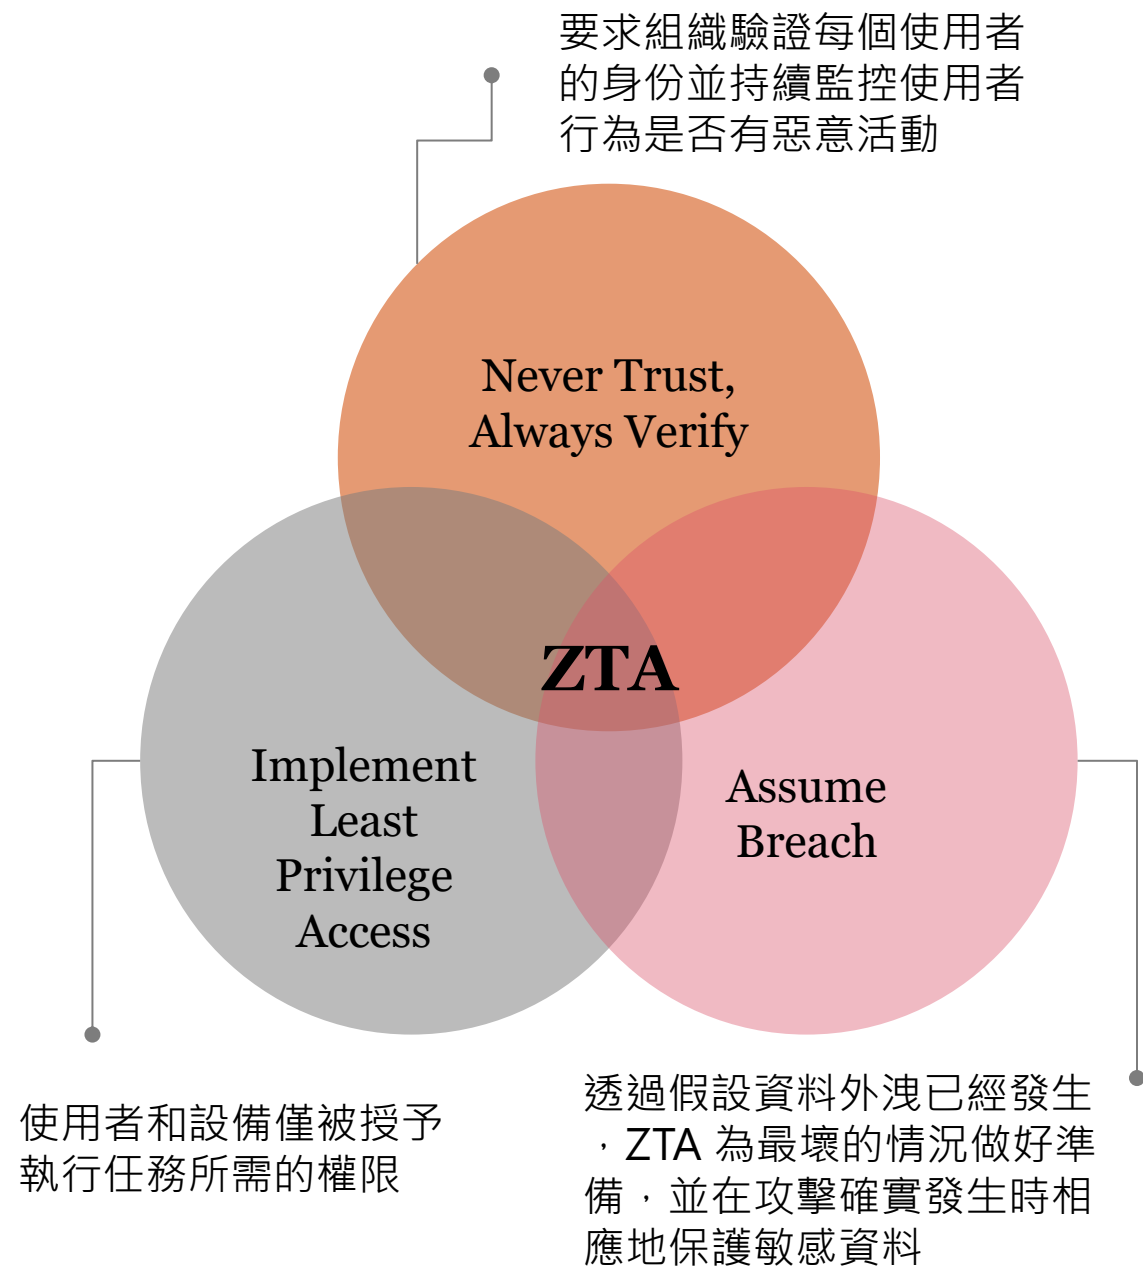 要求組織驗證每個使用者
的身份並持續監控使用者
行為是否有惡意活動
Never Trust,
Always Verify
ZTA
Implement
Least
Privilege
Access
Assume
Breach
使用者和設備僅被授予
執行任務所需的權限
透過假設資料外洩已經發生
，ZTA 為最壞的情況做好準
備，並在攻擊確實發生時相
應地保護敏感資料